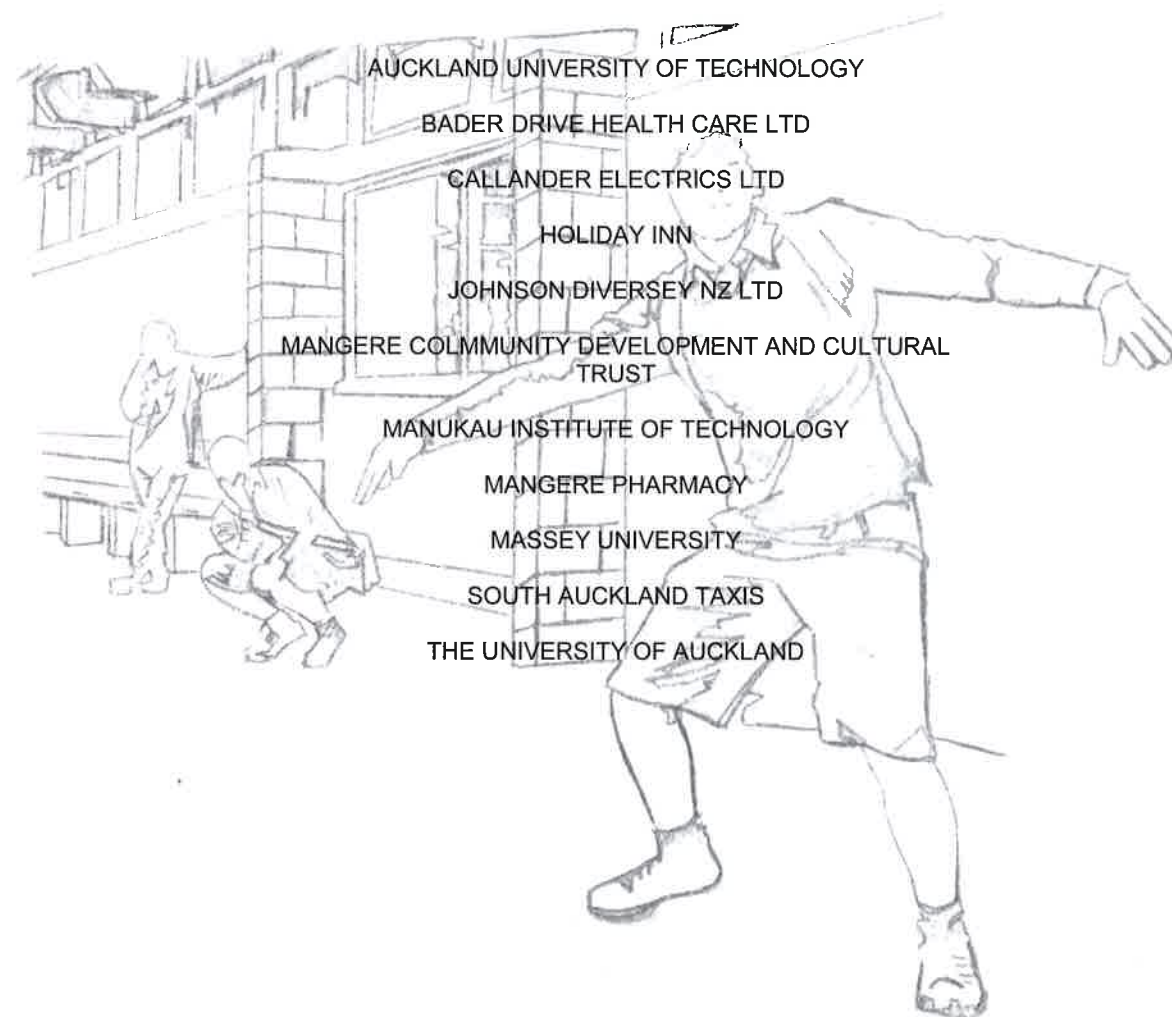 AUCKLAND UNIVERSITY OF TECHNOLOGY
BADER DRIVE HEALTH CARE LTD
CALLANDER ELECTRICS LTD
HOLIDAY INN
JOHNSON DIVERSEY NZ LTD
MANGERE COLMMUNITY DEVELOPMENT AND CULTURAL
TRUST
MANUKAU INSTITUTE OF TECHNOLOGY
MANGERE PHARMACY
MASSEY UNIVERSITY
SOUTH AUCKLAND TAXIS
THE UNIVERSITY OF AUCKLAND